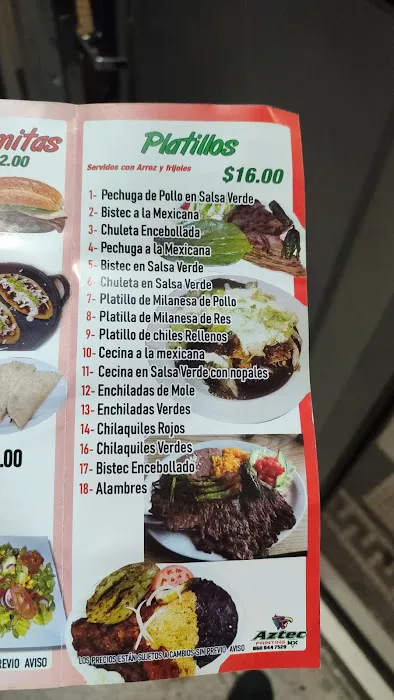 mitas
2.00
.00
REVIO AVISO
Platillos
Servidos con Arroz y frijoles
$16.00
1- Pechuga de Pollo en Salsa Verde
2- Bistec a la Mexicana
3- Chuleta Encebollada
4- Pechuga a la Mexicana
5- Bistec en Salsa Verde
6- Chuleta en Salsa Verde
7- Platillo de Milanesa de Pollo
8- Platillo de Milanesa de Res
9- Platillo de chiles Rellenos
10- Cecina a la mexicana
11- Cecina en Salsa Verde con nopales
12- Enchiladas de Mole
13- Enchiladas Verdes
14- Chilaquiles Rojos
16- Chilaquiles Verdes
17- Bistec Encebollado
18- Alambres
Aztec
PRINTING MX
860 944 7529
LOS PRECIOS ESTÁN SUJETOS A CAMBIOS SIN PREVIO AVISO